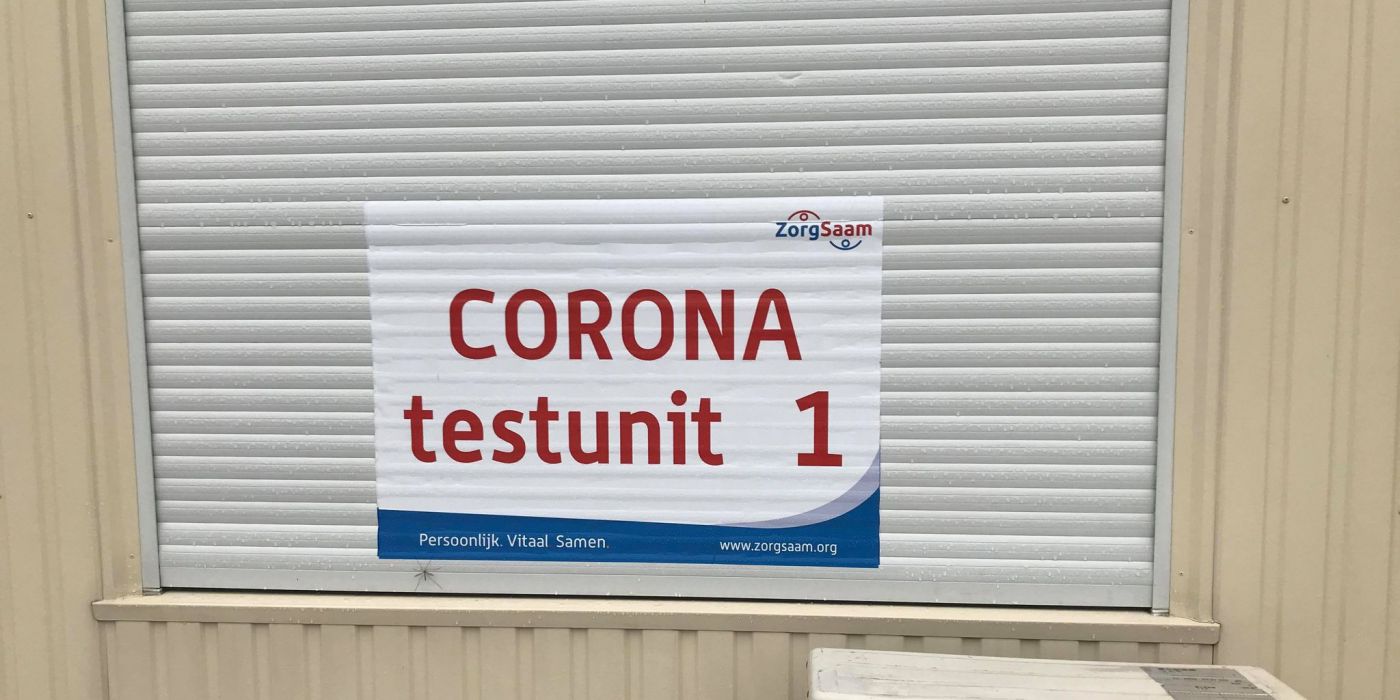 ZorgSaam
CORONA
testunit 1
Persoonlijk. Vitaal Samen.
www.zorgsaam.org